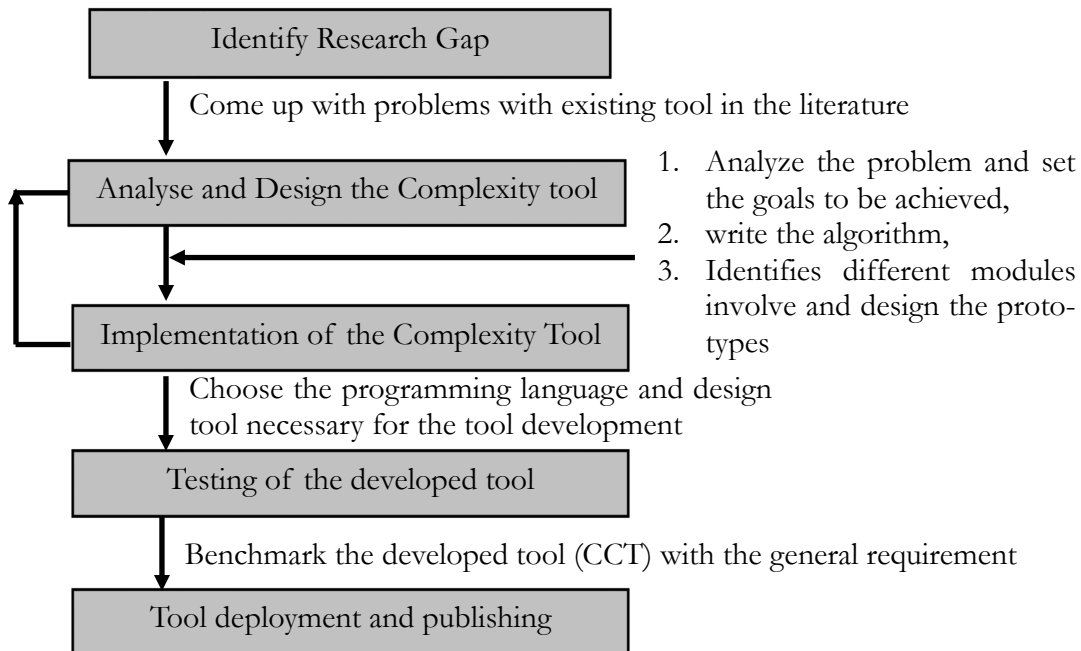 Identify Research Gap
Come up with problems with existing tool in the literature
Analyse and Design the Complexity tool
1. Analyze the problem and set
the goals to be achieved,
2. write the algorithm,
3. Identifies different modules
involve and design the proto-
types
Implementation of the Complexity Tool
Choose the programming language and design
tool necessary for the tool development
Testing of the developed tool
Benchmark the developed tool (CCT) with the general requirement
Tool deployment and publishing